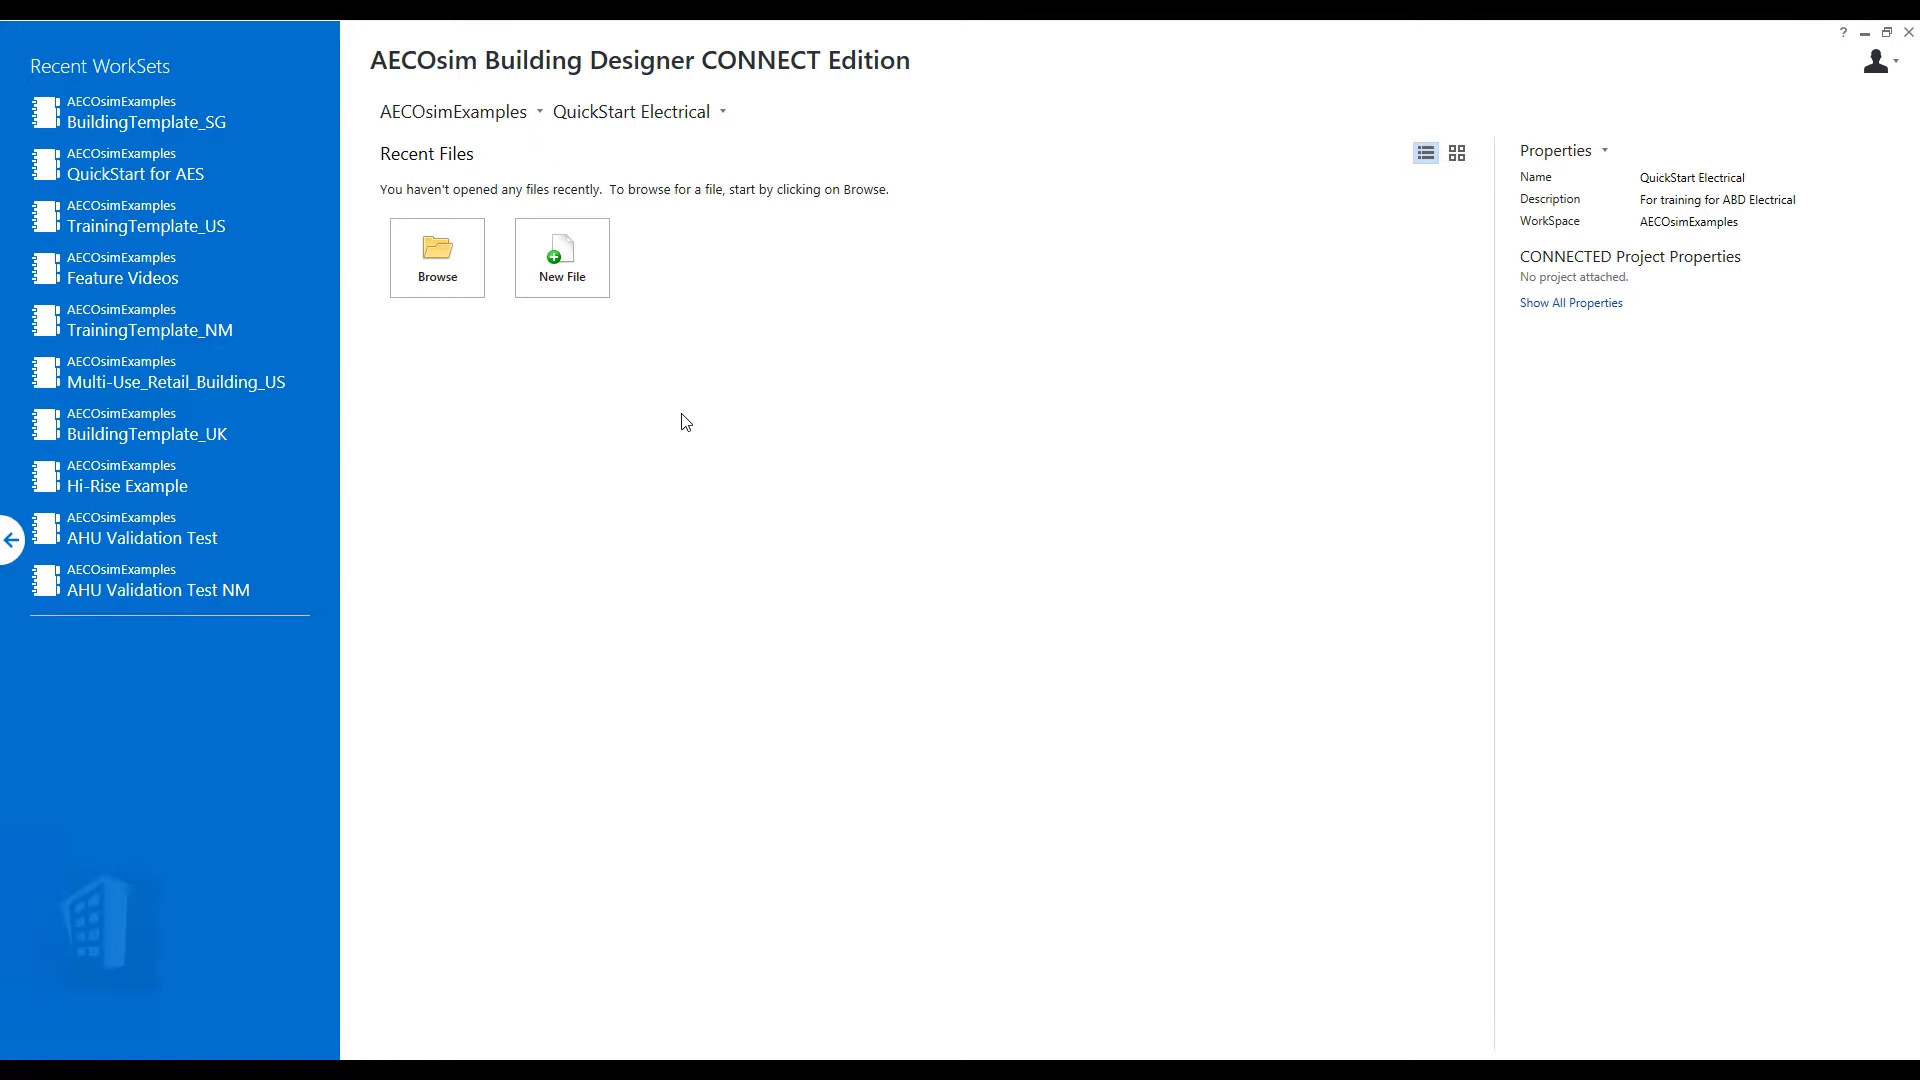 Recent WorkSets
AECOsimExamples
BuildingTemplate_SG
AECOsimExamples
QuickStart for AES
AECOsimExamples
TrainingTemplate_US
AECOsimExamples
Feature Videos
AECOsimExamples
TrainingTemplate_NM
AECOsimExamples
Multi-Use_Retail_Building_US
AECOsimExamples
BuildingTemplate_UK
AECOsimExamples
Hi-Rise Example
AECOsimExamples
AHU Validation Test
AECOsimExamples
AHU Validation Test NM
AECOsim Building Designer CONNECT Edition
AECOsimExamples QuickStart Electrical
Recent Files
You haven't opened any files recently. To browse for a file, start by clicking on Browse.
Browse
New File
?
Properties
Name QuickStart Electrical
Description For training for ABD Electrical
WorkSpace AECOsimExamples
CONNECTED Project Properties
No project attached.
Show All Properties